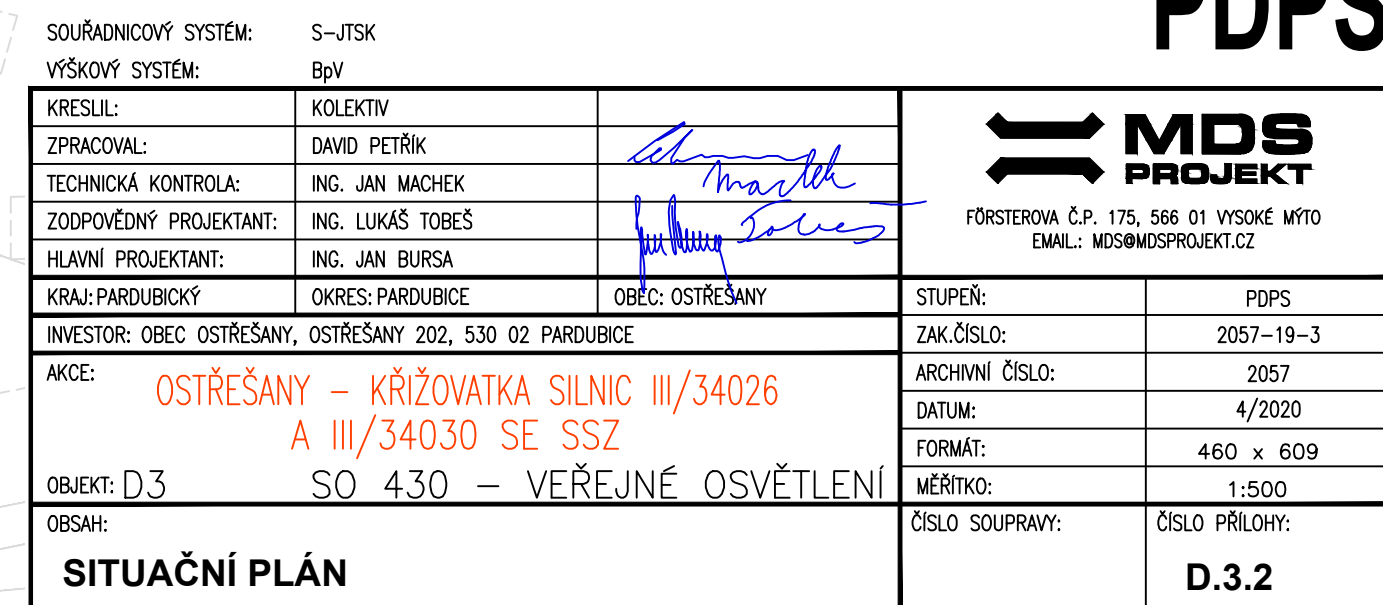 PDPS
SOUŘADNICOVÝ SYSTÉM: S-JTSK
VÝŠKOVÝ SYSTÉM: BpV
KRESLIL: KOLEKTIV
ZPRACOVAL: DAVID PETŘÍK
TECHNICKÁ KONTROLA: ING. JAN MACHEK
ZODPOVĚDNÝ PROJEKTANT: ING. LUKÁŠ TOBEŠ
HLAVNÍ PROJEKTANT: ING. JAN BURSA
Machek
Tobeš
MDS
PROJEKT
FÖRSTEROVA Č.P. 175, 566 01 VYSOKÉ MÝTO
EMAIL.: MDS@MDSPROJEKT.CZ
KRAJ: PARDUBICKÝ OKRES: PARDUBICE OBEC: OSTŘEŠANY
INVESTOR: OBEC OSTŘEŠANY, OSTŘEŠANY 202, 530 02 PARDUBICE
STUPEŇ: PDPS
ZAK.ČÍSLO: 2057-19-3
ARCHIVNÍ ČÍSLO: 2057
DATUM: 4/2020
FORMÁT: 460 x 609
MĚŘÍTKO: 1:500
AKCE: OSTŘEŠANY – KŘIŽOVATKA SILNIC III/34026
A III/34030 SE SSZ
OBJEKT: D3 SO 430 – VEŘEJNÉ OSVĚTLENÍ
OBSAH:
SITUAČNÍ PLÁN
ČÍSLO SOUPRAVY:
ČÍSLO PŘÍLOHY:
D.3.2